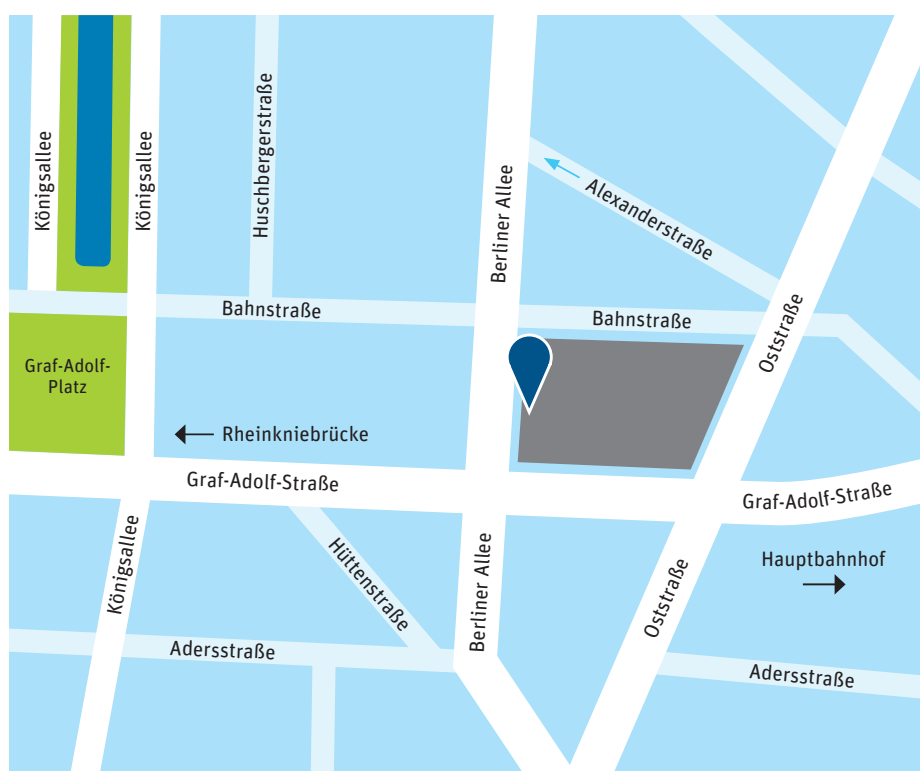 Königsallee
Königsallee
Huschbergerstraße
Berliner Allee
Alexanderstraße
Bahnstraße
Bahnstraße
Oststraße
Graf-Adolf-
Platz
Rheinkniebrücke
Graf-Adolf-Straße
Graf-Adolf-Straße
Königsallee
Hüttenstraße
Berliner Allee
Oststraße
Hauptbahnhof
Adersstraße
Adersstraße